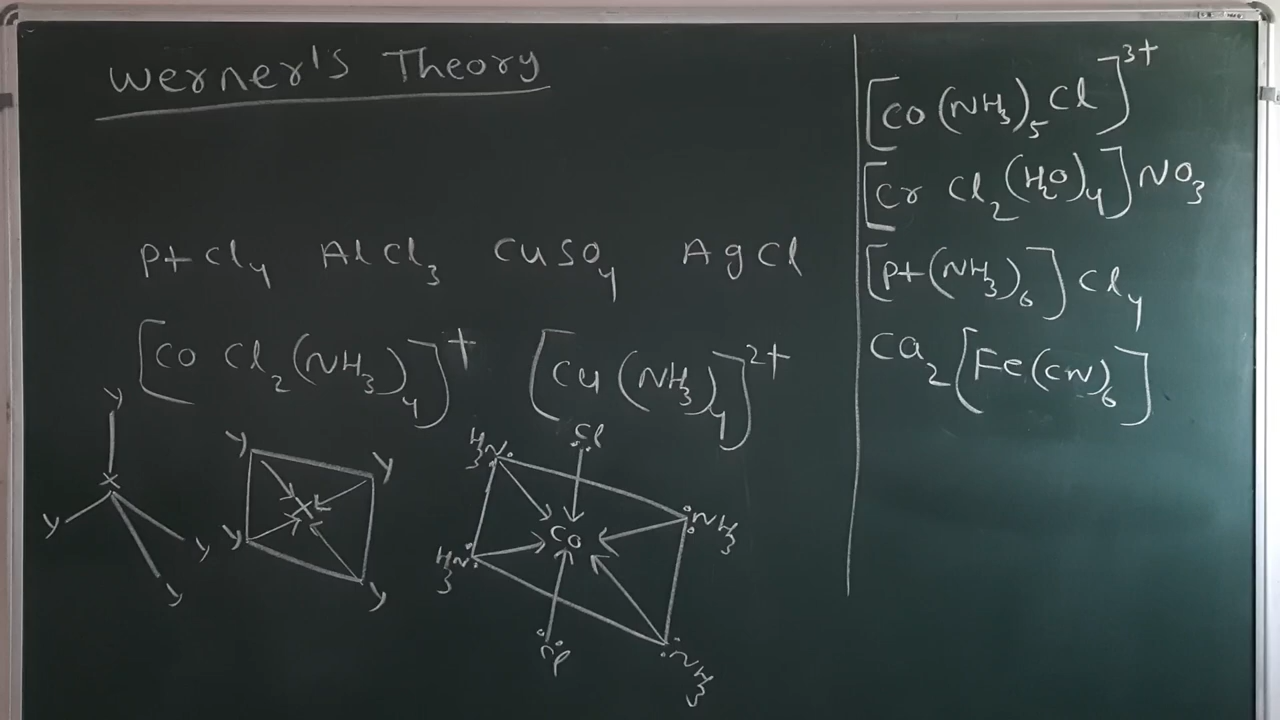 Werner's Theory
PtCl₄ AlCl₃ CuSO₄ AgCl
[Co Cl₂(NH₃)₄]⁺ [Cu(NH₃)₄]²⁺
y
x
y
y
y
y
y
x
y
y
Cl
H₃N
Co
NH₃
H₃N
Cl
NH₃
[Co(NH₃)₅Cl]³⁺
[Cr Cl₂(H₂O)₄]NO₃
[Pt(NH₃)₆]Cl₄
Ca₂[Fe(CN)₆]